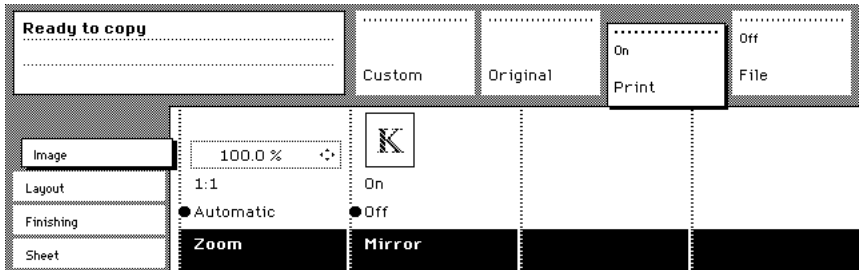 Ready to copy
Custom
Original
On
Print
Off
File
Image
Layout
Finishing
Sheet
100.0 %
1:1
Automatic
Zoom
K
On
Off
Mirror